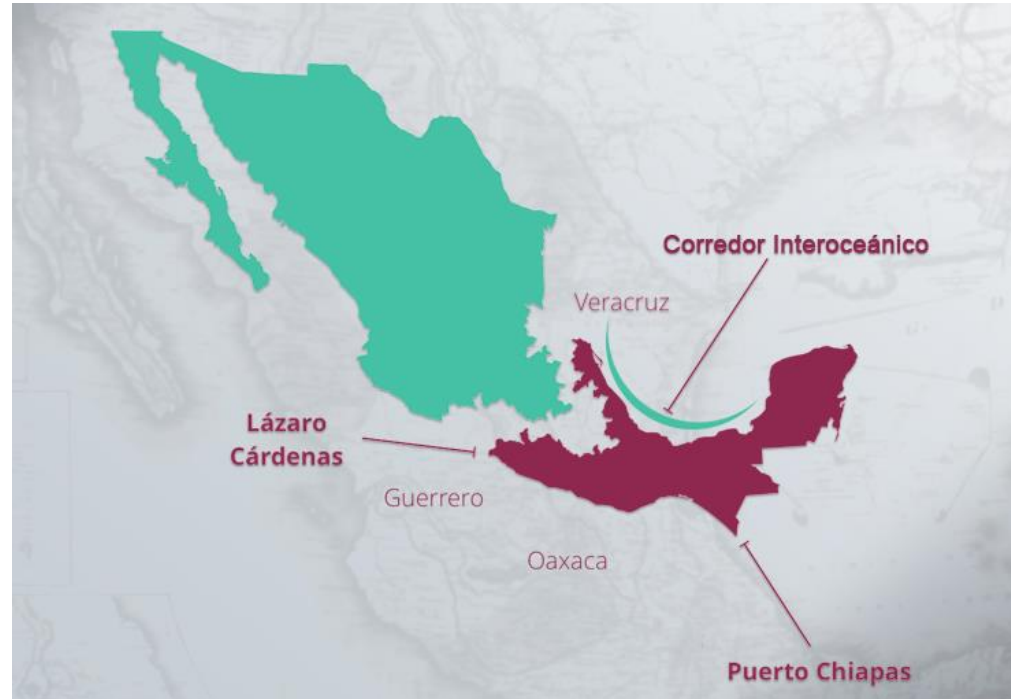 Corredor Interoceánico
Veracruz
Lázaro
Cárdenas
Guerrero
Oaxaca
Puerto Chiapas